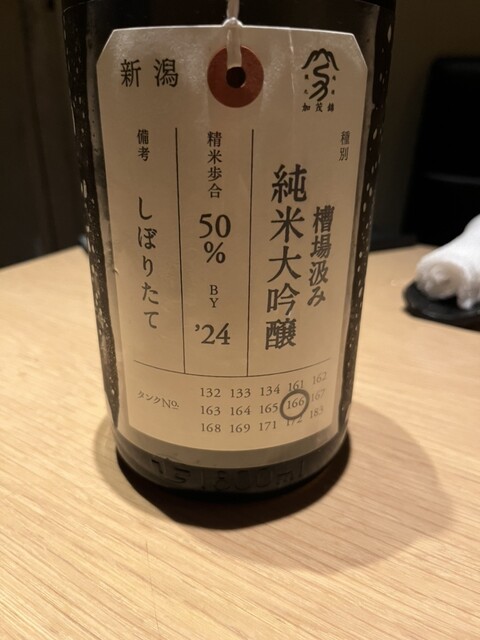 新潟
加茂錦
種別
槽場汲み
純米大吟醸
精米歩合
50
%
BY
'24
備考
しぼりたて
タンクNo.
132 133 134 161 162
163 164 165 166 167
168 169 171 172 183
1800ml